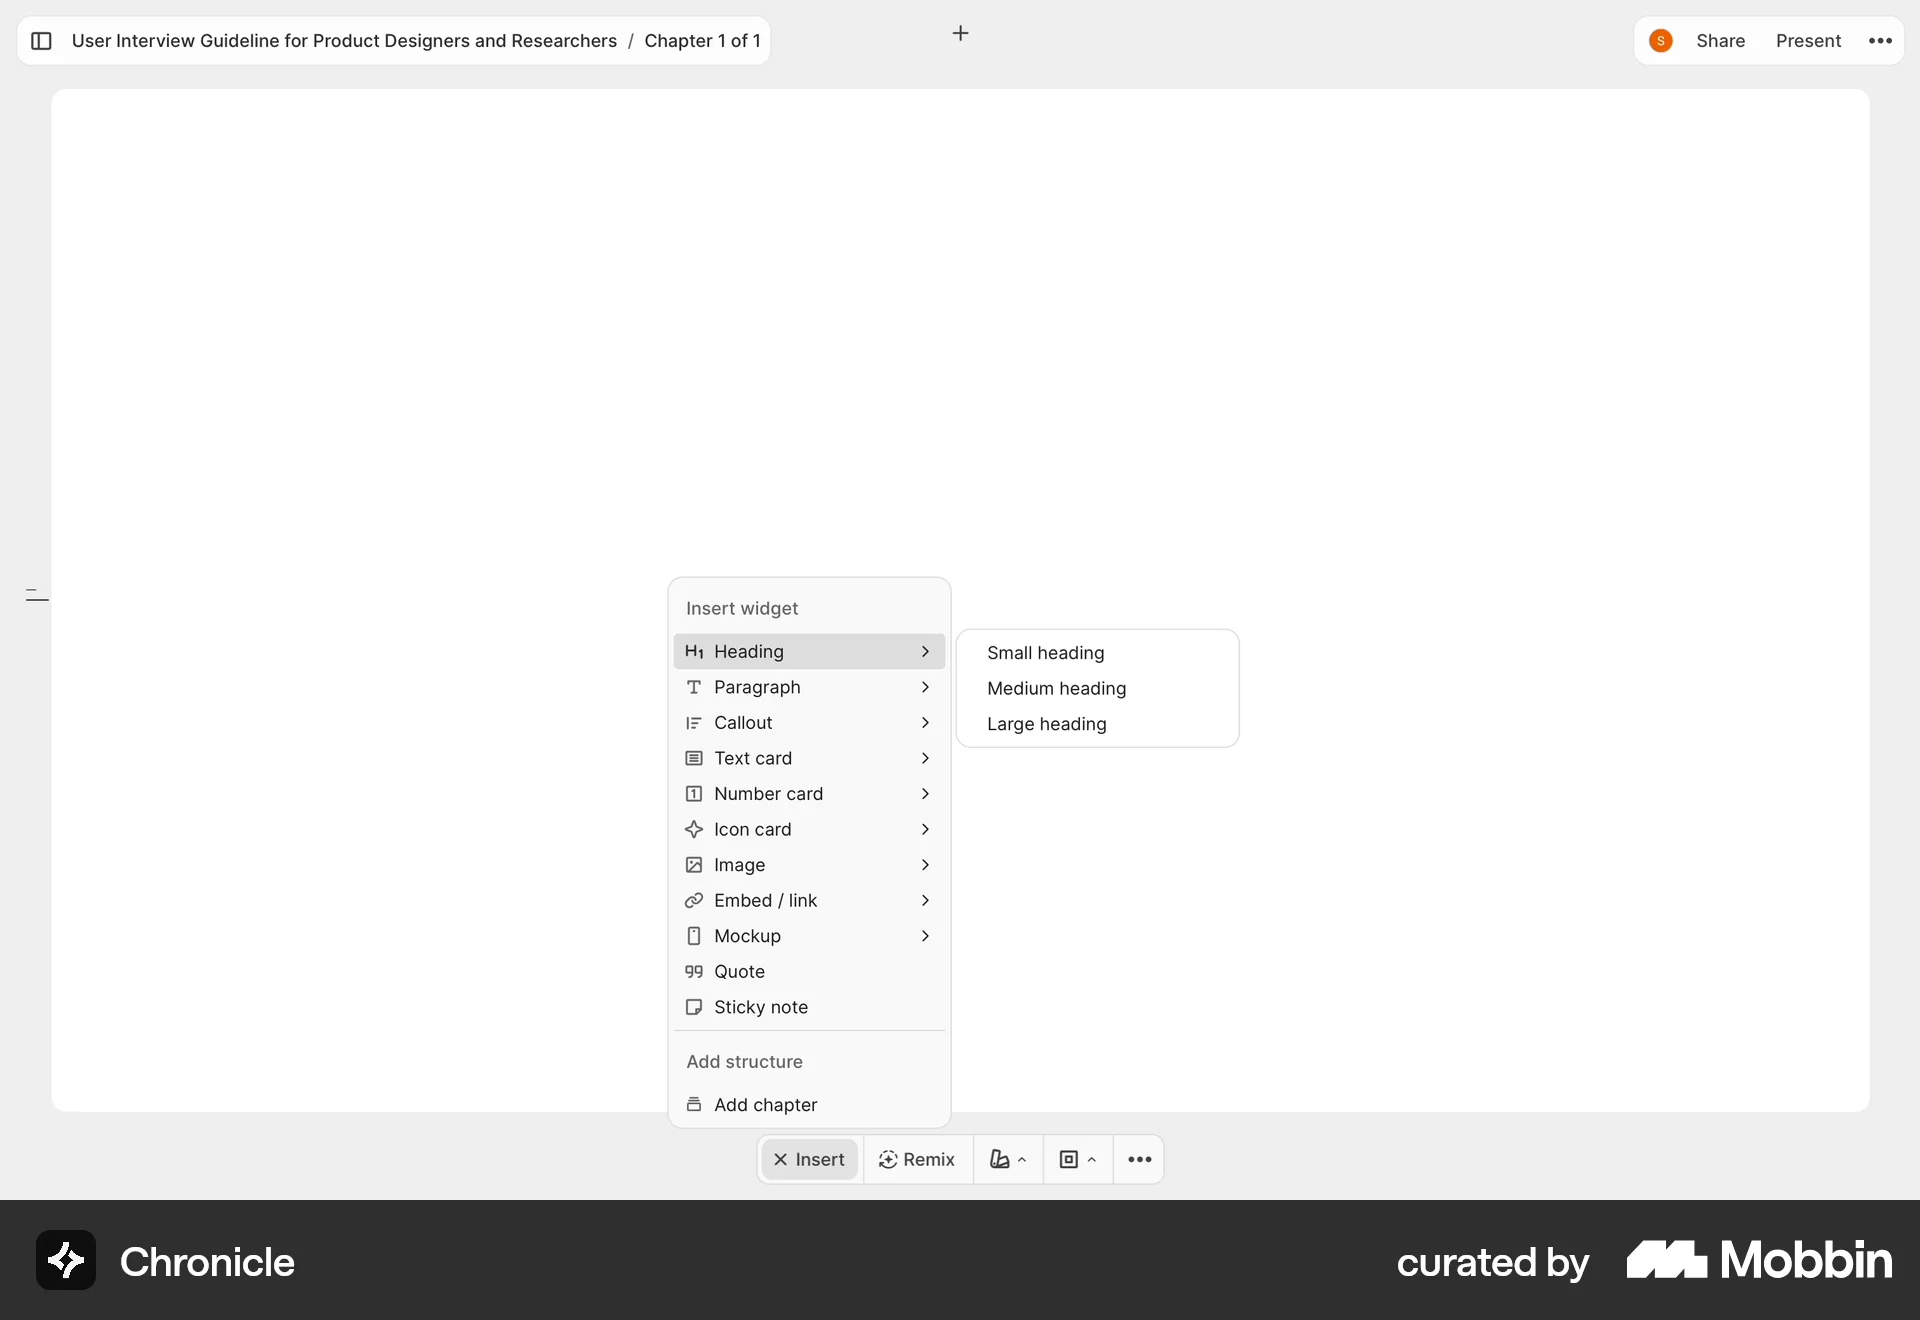 User Interview Guideline for Product Designers and Researchers / Chapter 1 of 1
S
Share
Present
Insert widget
H1 Heading
Paragraph
Callout
Text card
1 Number card
Icon card
Image
Embed / link
Mockup
Quote
Sticky note
Small heading
Medium heading
Large heading
Add structure
Add chapter
Insert
Remix
Chronicle
curated by Mobbin